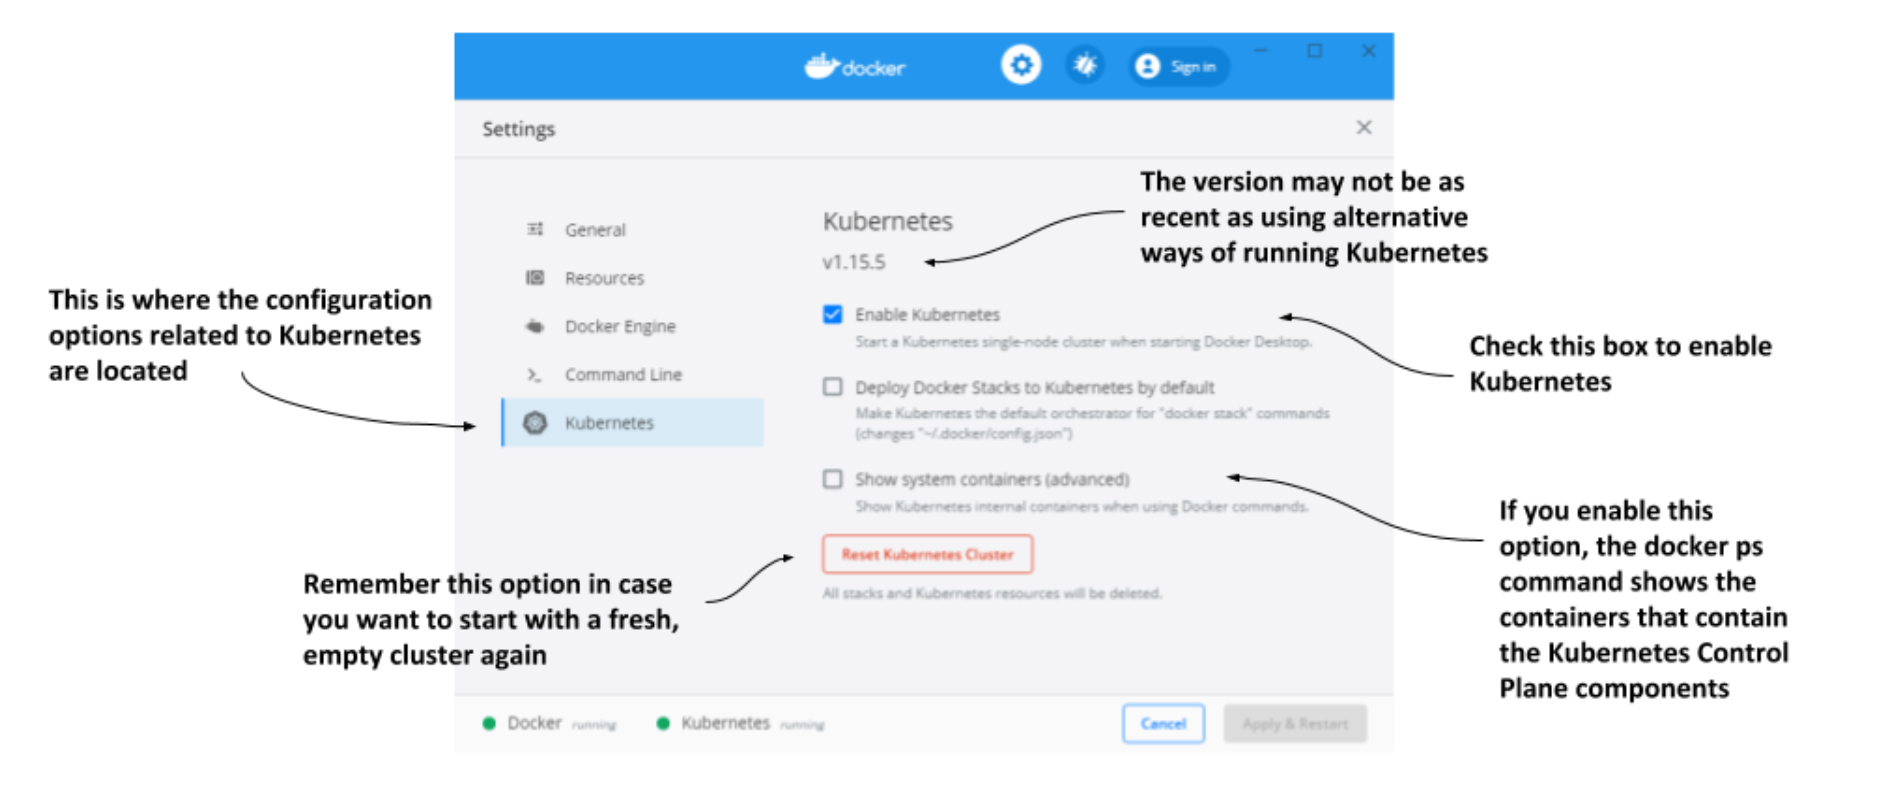 docker
Sign in
Settings
The version may not be as
recent as using alternative
ways of running Kubernetes
General
Resources
Docker Engine
Command Line
Kubernetes
This is where the configuration
options related to Kubernetes
are located
Kubernetes
v1.15.5
Enable Kubernetes
Start a Kubernetes single-node cluster when starting Docker Desktop.
Check this box to enable
Kubernetes
Deploy Docker Stacks to Kubernetes by default
Make Kubernetes the default orchestrator for "docker stack" commands
(changes "~/.docker/config.json")
Show system containers (advanced)
Show Kubernetes internal containers when using Docker commands.
If you enable this
option, the docker ps
command shows the
containers that contain
the Kubernetes Control
Plane components
Reset Kubernetes Cluster
All stacks and Kubernetes resources will be deleted.
Remember this option in case
you want to start with a fresh,
empty cluster again
Docker running
Kubernetes running
Cancel
Apply & Restart